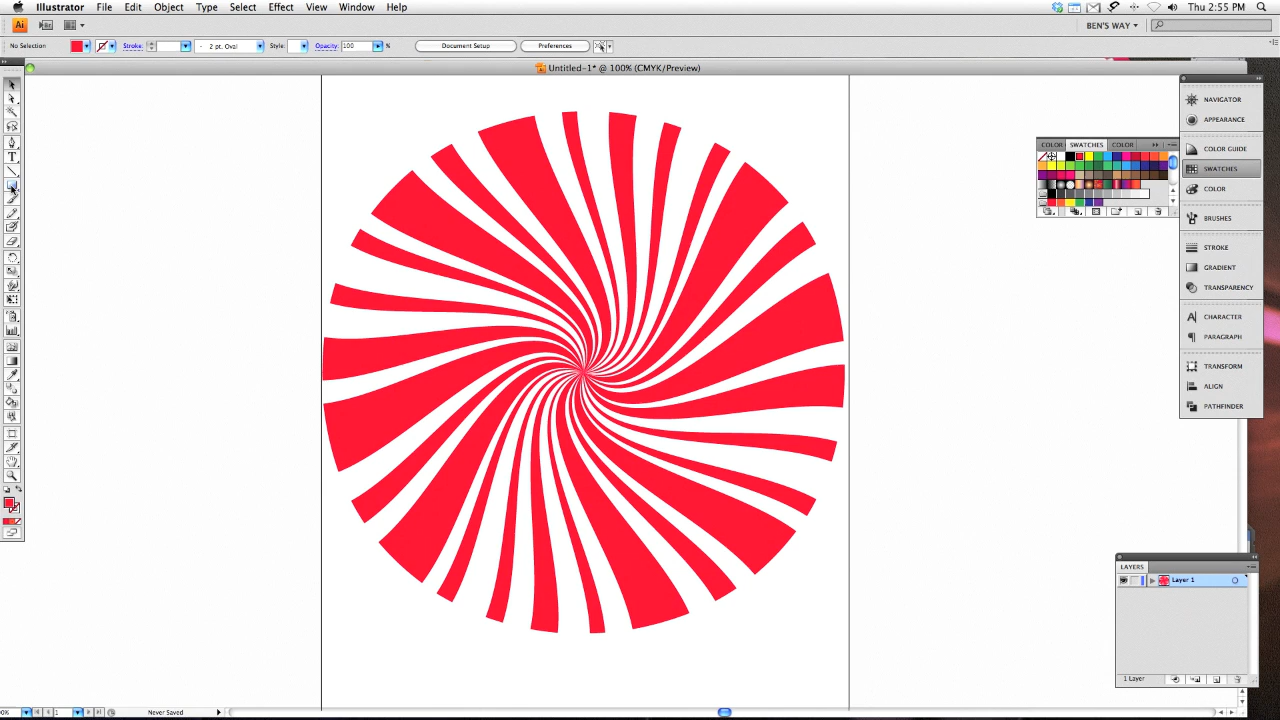 Illustrator File Edit Object Type Select Effect View Window Help Thu 2:55 PM
Ai Br BEN'S WAY
No Selection Stroke: 2 pt. Oval Style: Opacity: 100 % Document Setup Preferences
Untitled-1* @ 100% (CMYK/Preview)
NAVIGATOR
APPEARANCE
COLOR SWATCHES COLOR
COLOR GUIDE
SWATCHES
COLOR
BRUSHES
STROKE
GRADIENT
TRANSPARENCY
CHARACTER
PARAGRAPH
TRANSFORM
ALIGN
PATHFINDER
LAYERS
Layer 1
1 Layer
1 Never Saved